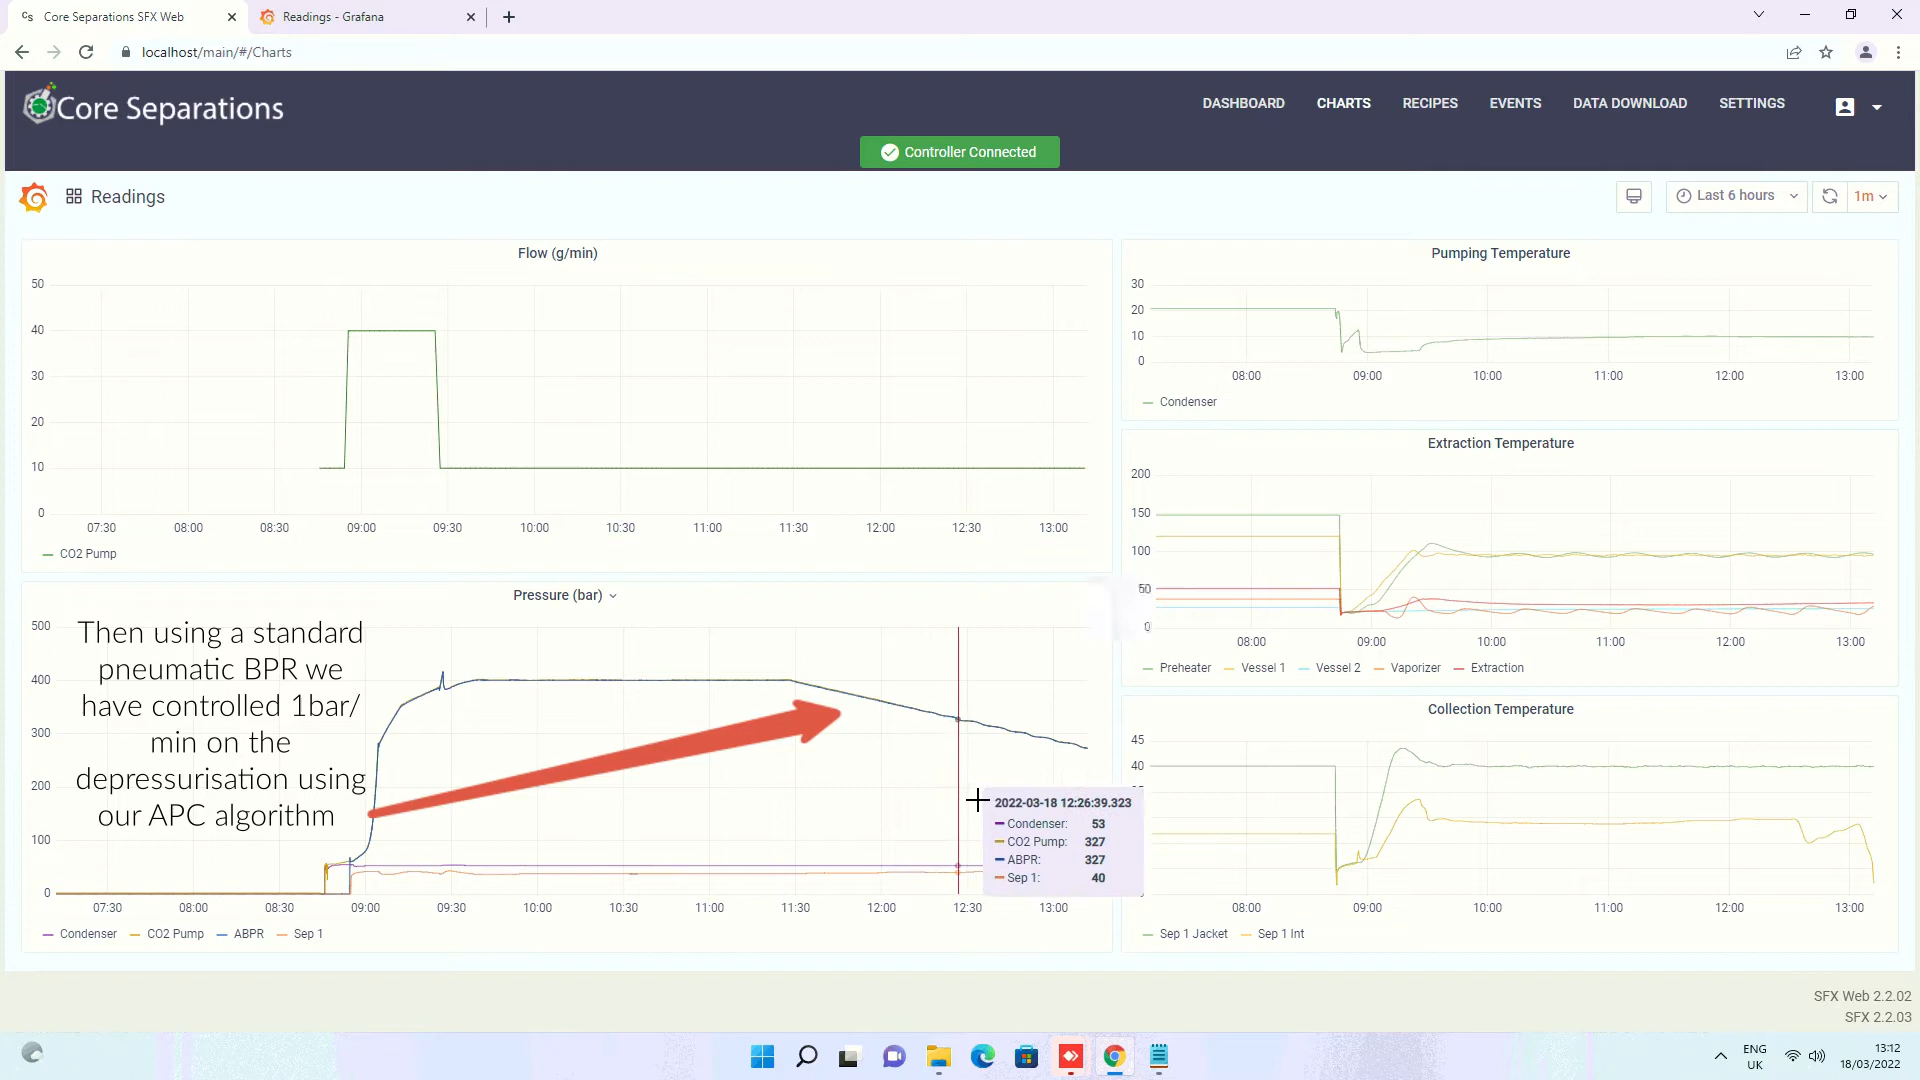 Core Separations SFX Web
Readings - Grafana
localhost/main/#/Charts
Core Separations
DASHBOARD
CHARTS
RECIPES
EVENTS
DATA DOWNLOAD
SETTINGS
Controller Connected
Readings
Last 6 hours
1m
Flow (g/min)
50
40
30
20
10
0
07:30 08:00 08:30 09:00 09:30 10:00 10:30 11:00 11:30 12:00 12:30 13:00
CO2 Pump
Pressure (bar)
500
400
300
200
100
0
Then using a standard
pneumatic BPR we
have controlled 1bar/
min on the
depressurisation using
our APC algorithm
2022-03-18 12:26:39.323
Condenser: 53
CO2 Pump: 327
ABPR: 327
Sep 1: 40
07:30 08:00 08:30 09:00 09:30 10:00 10:30 11:00 11:30 12:00 12:30 13:00
Condenser CO2 Pump ABPR Sep 1
Pumping Temperature
30
20
10
0
08:00 09:00 10:00 11:00 12:00 13:00
Condenser
Extraction Temperature
200
150
100
50
0
08:00 09:00 10:00 11:00 12:00 13:00
Preheater Vessel 1 Vessel 2 Vaporizer Extraction
Collection Temperature
45
40
08:00 09:00 10:00 11:00 12:00 13:00
Sep 1 Jacket Sep 1 Int
SFX Web 2.2.02
SFX 2.2.03
ENG
UK
13:12
18/03/2022